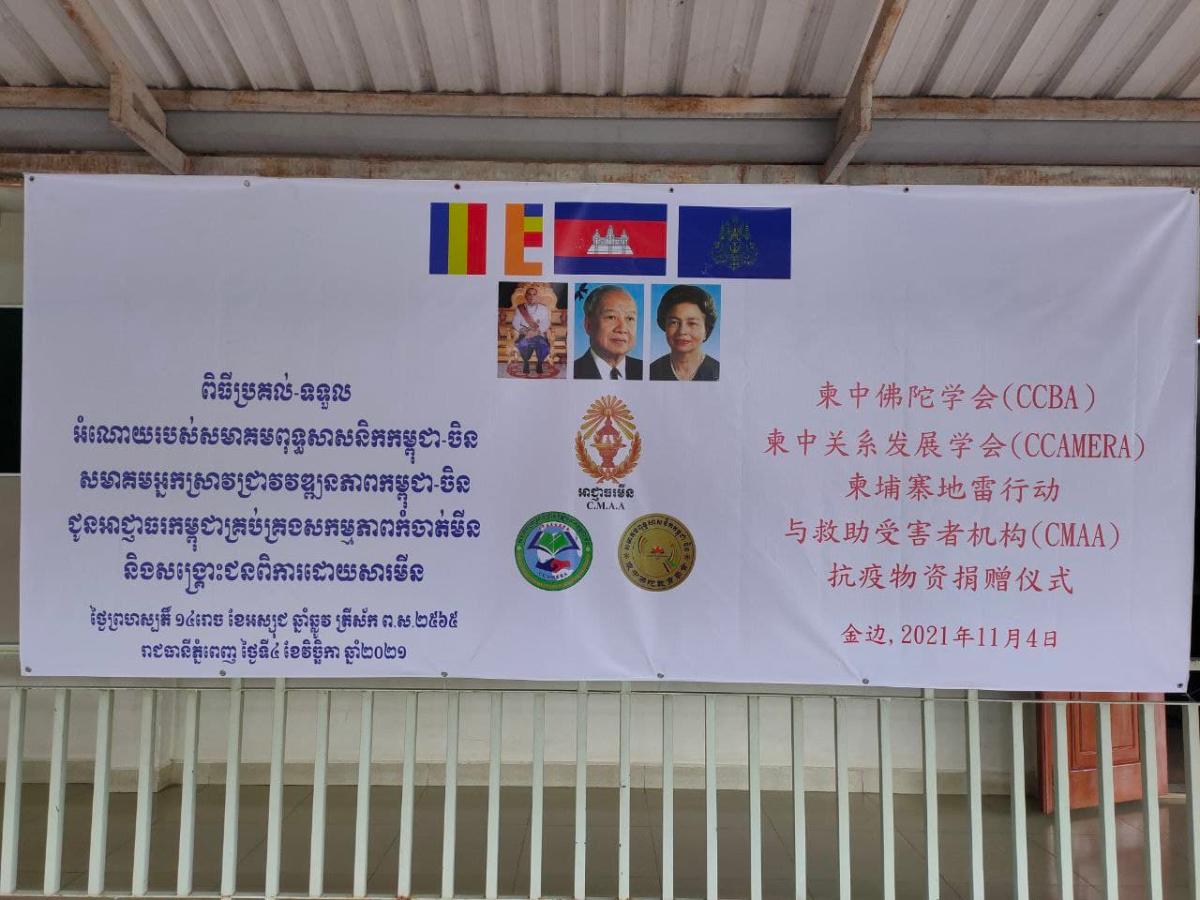 ពិធីប្រគល់-ទទួល
អំណោយរបស់សមាគមពុទ្ធសាសនិកកម្ពុជា-ចិន
សមាគមអ្នកស្រាវជ្រាវវឌ្ឍនភាពកម្ពុជា-ចិន
ជូនអាជ្ញាធរកម្ពុជាគ្រប់គ្រងសកម្មភាពកំចាត់មីន
និងសង្គ្រោះជនពិការដោយសារមីន
ថ្ងៃព្រហស្បតិ៍ ១៤រោច ខែអស្សុជ ឆ្នាំឆ្លូវ ត្រីស័ក ព.ស.២៥៦៥
រាជធានីភ្នំពេញ ថ្ងៃទី៤ ខែវិច្ឆិកា ឆ្នាំ២០២១
អាជ្ញាធរមីន
C.M.A.A
CCAMERA
柬中佛陀学会(CCBA)
柬中关系发展学会(CCAMERA)
柬埔寨地雷行动
与救助受害者机构(CMAA)
抗疫物资捐赠仪式
金边,2021年11月4日